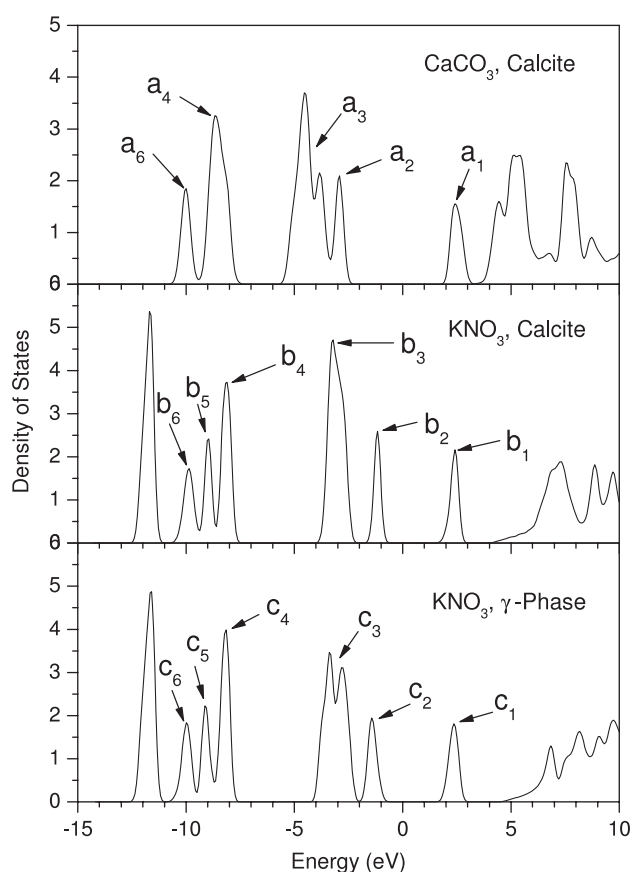 5
CaCO₃, Calcite
4
a₄
a₃
3
a₆
a₂
a₁
2
1
0
6
5
KNO₃, Calcite
b₃
4
b₄
b₅
3
b₆
b₂
b₁
2
1
0
6
5
KNO₃, γ-Phase
c₄
4
c₃
c₅
3
c₆
c₂
c₁
2
1
0
-15 -10 -5 0 5 10
Energy (eV)
Density of States